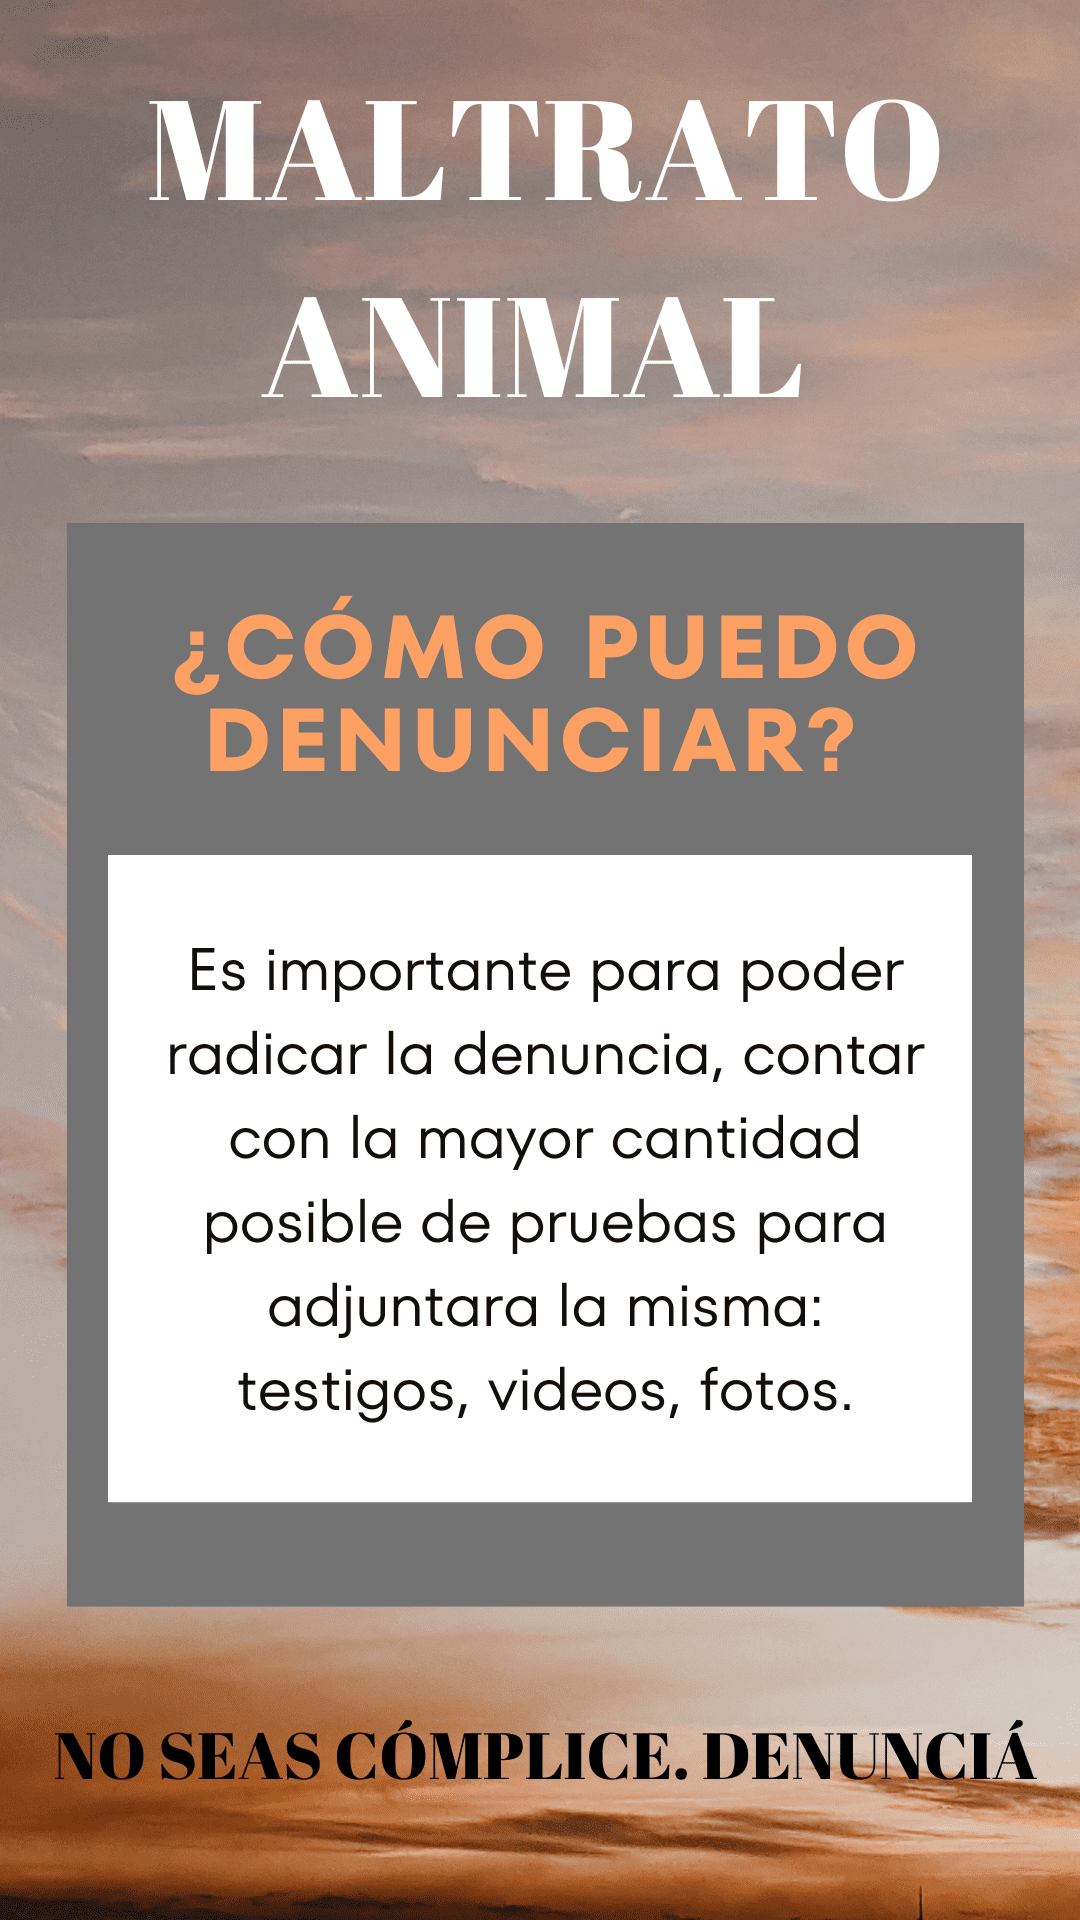 MALTRATO
ANIMAL
¿CÓMO PUEDO
DENUNCIAR?
Es importante para poder
radicar la denuncia, contar
con la mayor cantidad
posible de pruebas para
adjuntara la misma:
testigos, videos, fotos.
NO SEAS CÓMPLICE. DENUNCIÁ